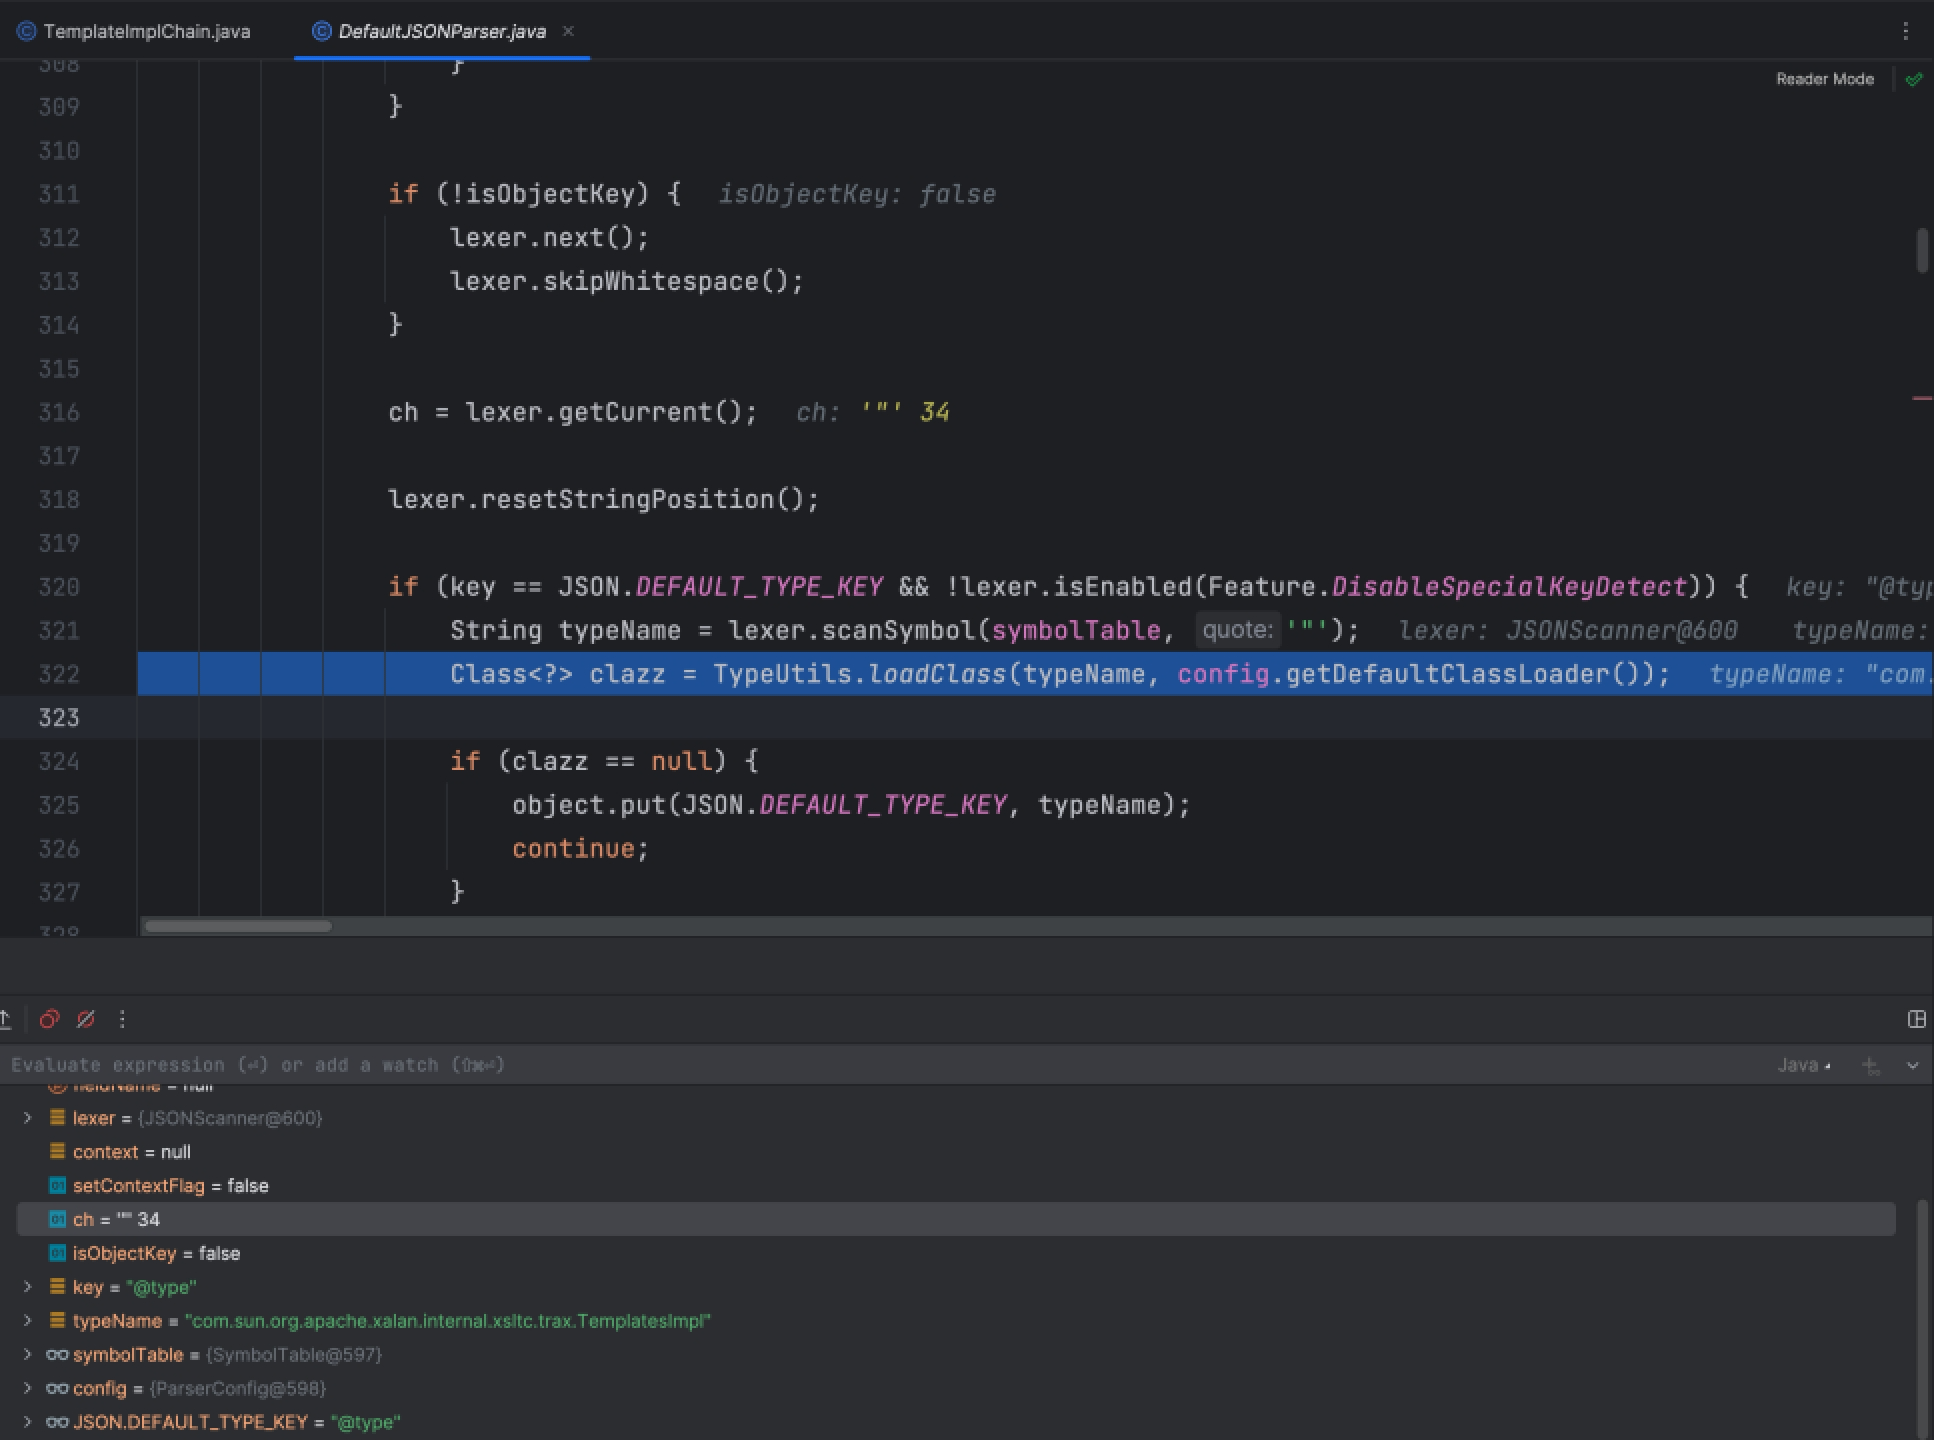 TemplateImplChain.java
DefaultJSONParser.java
308 }
Reader Mode
309 }
310
311 if (!isObjectKey) { isObjectKey: false
312 lexer.next();
313 lexer.skipWhitespace();
314 }
315
316 ch = lexer.getCurrent(); ch: '"' 34
317
318 lexer.resetStringPosition();
319
320 if (key == JSON.DEFAULT_TYPE_KEY && !lexer.isEnabled(Feature.DisableSpecialKeyDetect)) { key: "@typ
321 String typeName = lexer.scanSymbol(symbolTable, quote: '"'); lexer: JSONScanner@600 typeName:
322 Class<?> clazz = TypeUtils.loadClass(typeName, config.getDefaultClassLoader()); typeName: "com.
323
324 if (clazz == null) {
325 object.put(JSON.DEFAULT_TYPE_KEY, typeName);
326 continue;
327 }
328
Evaluate expression (⏎) or add a watch (⇧⌘⏎)
Java
fieldName = null
lexer = {JSONScanner@600}
context = null
setContextFlag = false
ch = '"' 34
isObjectKey = false
key = "@type"
typeName = "com.sun.org.apache.xalan.internal.xsltc.trax.TemplatesImpl"
symbolTable = {SymbolTable@597}
config = {ParserConfig@598}
JSON.DEFAULT_TYPE_KEY = "@type"